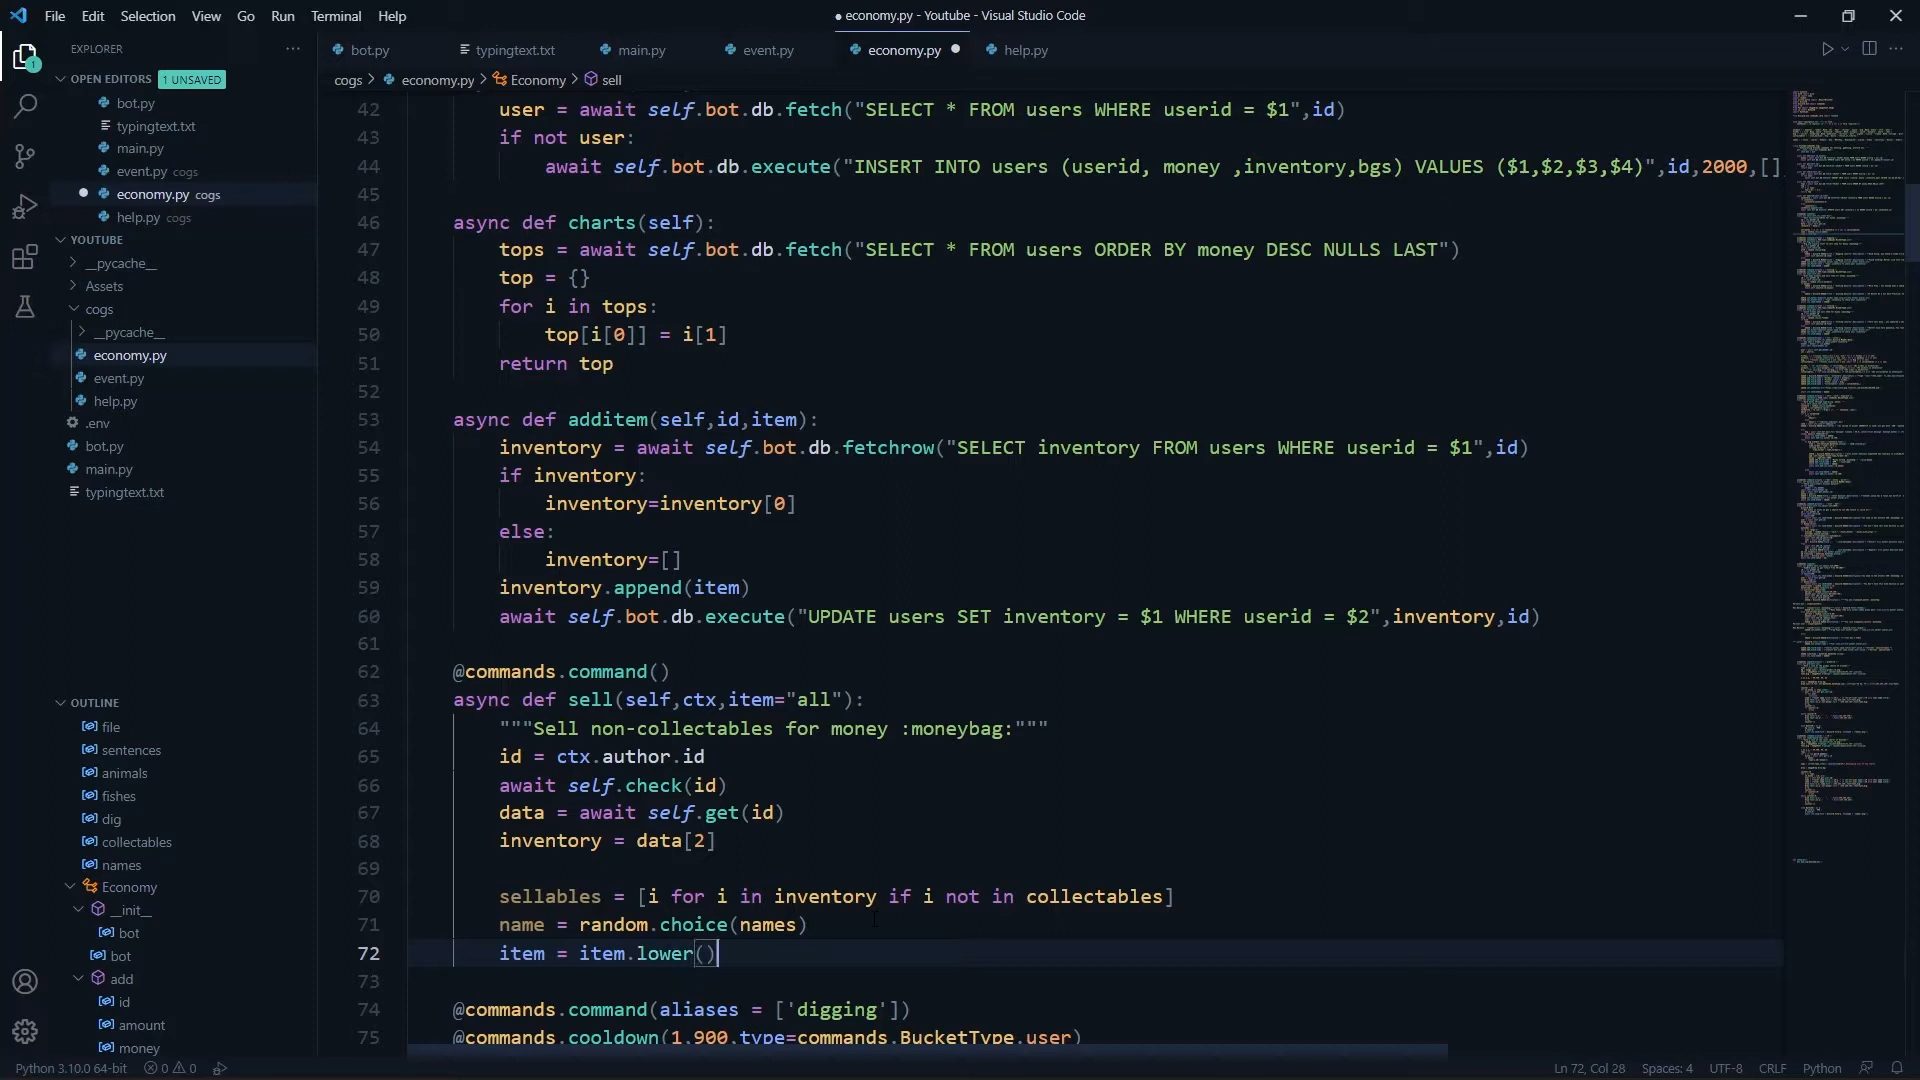 File Edit Selection View Go Run Terminal Help
● economy.py - Youtube - Visual Studio Code
EXPLORER
OPEN EDITORS 1 UNSAVED
bot.py
typingtext.txt
main.py
event.py cogs
economy.py cogs
help.py cogs
YOUTUBE
__pycache__
Assets
cogs
__pycache__
economy.py
event.py
help.py
.env
bot.py
main.py
typingtext.txt
OUTLINE
file
sentences
animals
fishes
dig
collectables
names
Economy
__init__
bot
bot
add
id
amount
money
bot.py typingtext.txt main.py event.py economy.py help.py
cogs > economy.py > Economy > sell
42 user = await self.bot.db.fetch("SELECT * FROM users WHERE userid = $1",id)
43 if not user:
44 await self.bot.db.execute("INSERT INTO users (userid, money ,inventory,bgs) VALUES ($1,$2,$3,$4)",id,2000,[]
45
46 async def charts(self):
47 tops = await self.bot.db.fetch("SELECT * FROM users ORDER BY money DESC NULLS LAST")
48 top = {}
49 for i in tops:
50 top[i[0]] = i[1]
51 return top
52
53 async def additem(self,id,item):
54 inventory = await self.bot.db.fetchrow("SELECT inventory FROM users WHERE userid = $1",id)
55 if inventory:
56 inventory=inventory[0]
57 else:
58 inventory=[]
59 inventory.append(item)
60 await self.bot.db.execute("UPDATE users SET inventory = $1 WHERE userid = $2",inventory,id)
61
62 @commands.command()
63 async def sell(self,ctx,item="all"):
64 """Sell non-collectables for money :moneybag:"""
65 id = ctx.author.id
66 await self.check(id)
67 data = await self.get(id)
68 inventory = data[2]
69
70 sellables = [i for i in inventory if i not in collectables]
71 name = random.choice(names)
72 item = item.lower()
73
74 @commands.command(aliases = ['digging'])
75 @commands.cooldown(1,900,type=commands.BucketType.user)
Python 3.10.0 64-bit 0 0 Ln 72, Col 28 Spaces: 4 UTF-8 CRLF Python